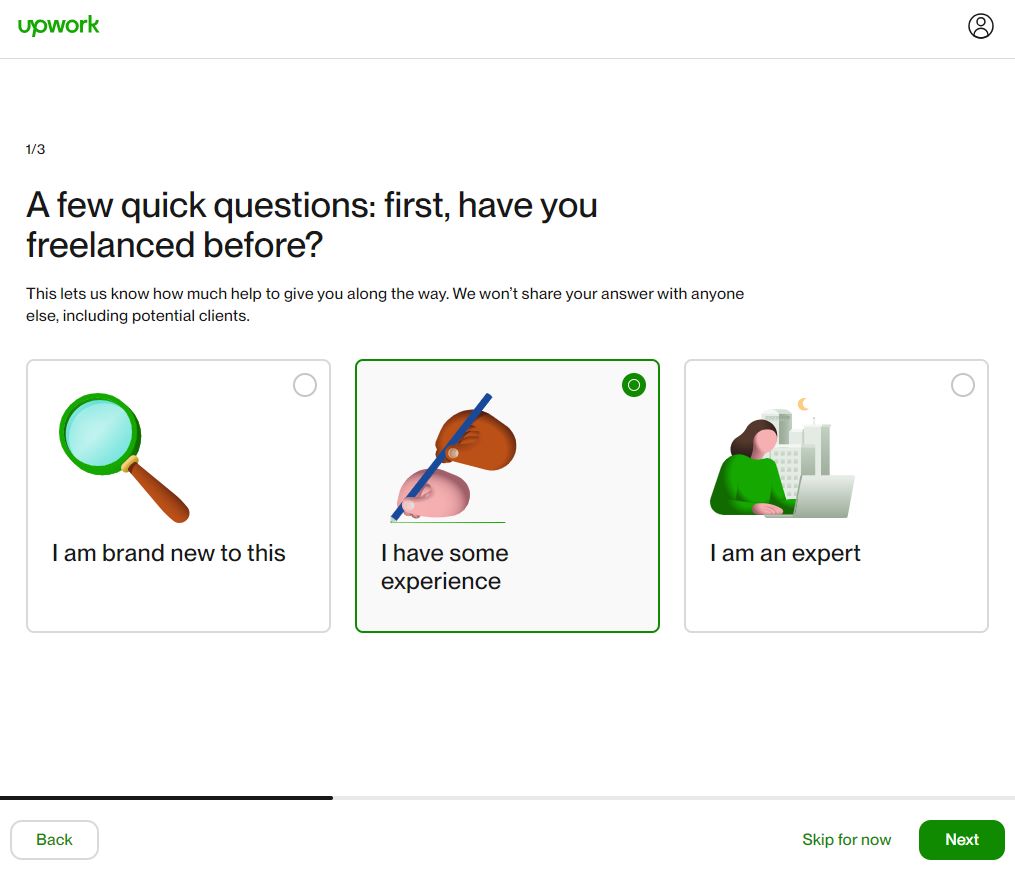 upwork
1/3
A few quick questions: first, have you
freelanced before?
This lets us know how much help to give you along the way. We won’t share your answer with anyone
else, including potential clients.
I am brand new to this
I have some
experience
I am an expert
Back
Skip for now
Next